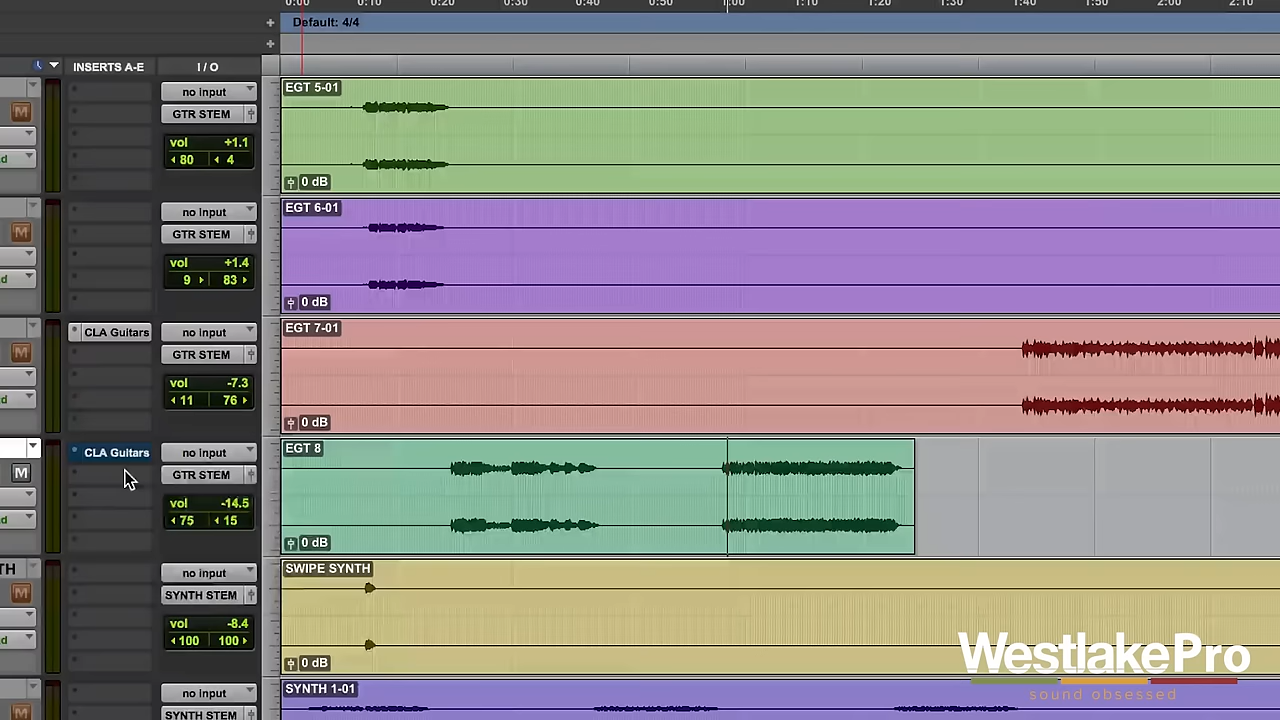 0:00 0:10 0:20 0:30 0:40 0:50 1:00 1:10 1:20 1:30 1:40 1:50 2:00 2:10
Default: 4/4
INSERTS A-E I / O
EGT 5-01
no input
M GTR STEM
vol +1.1
80 4
d
0 dB
EGT 6-01
no input
M GTR STEM
vol +1.4
9 83
d
0 dB
EGT 7-01
CLA Guitars no input
M GTR STEM
vol -7.3
d 11 76
0 dB
EGT 8
CLA Guitars no input
M GTR STEM
vol -14.5
d 75 15
0 dB
TH SWIPE SYNTH
no input
M SYNTH STEM
vol -8.4
d 100 100
0 dB
WestlakePro
sound obsessed
SYNTH 1-01
no input
M SYNTH STEM